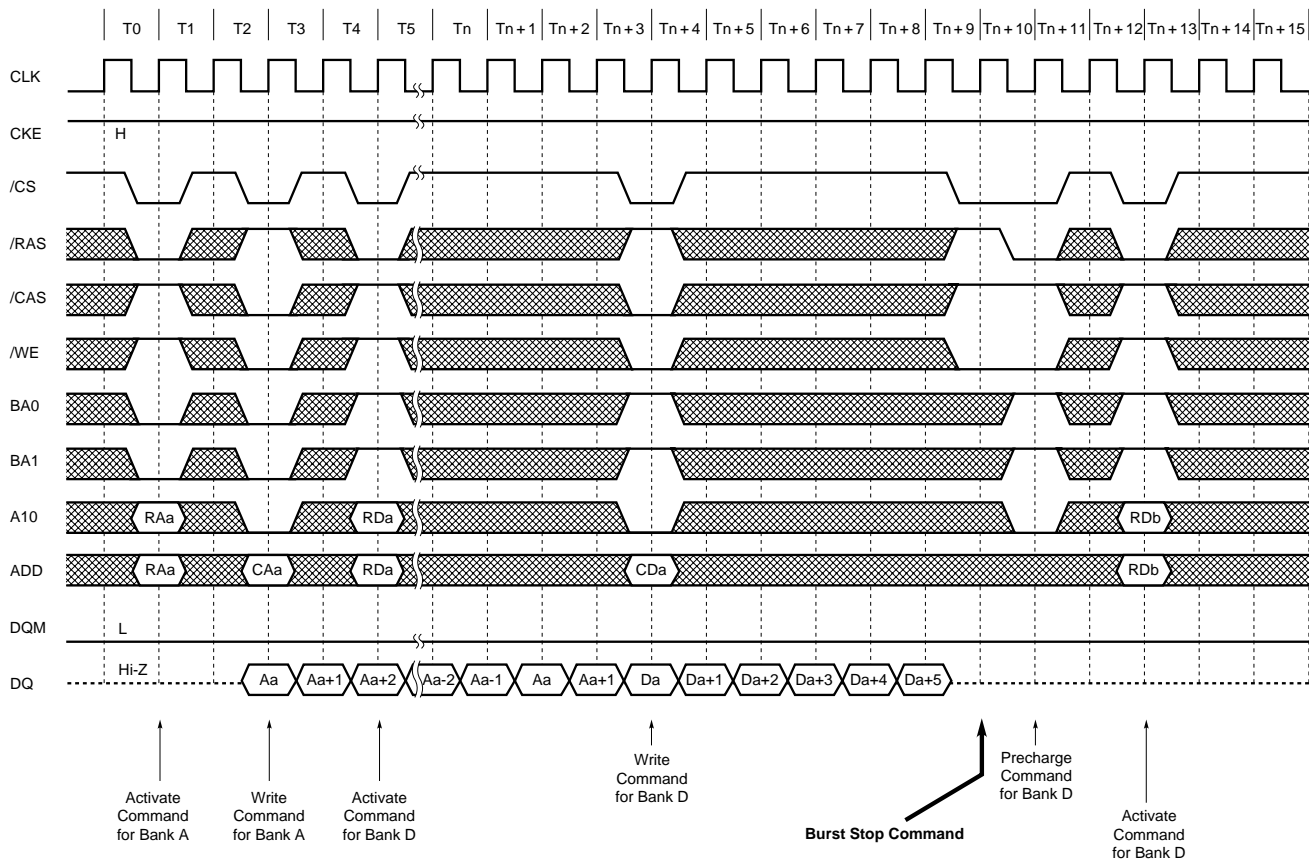 T0 T1 T2 T3 T4 T5 Tn Tn + 1 Tn + 2 Tn + 3 Tn + 4 Tn + 5 Tn + 6 Tn + 7 Tn + 8 Tn + 9 Tn + 10 Tn + 11 Tn + 12 Tn + 13 Tn + 14 Tn + 15
CLK
CKE H
/CS
/RAS
/CAS
/WE
BA0
BA1
A10 RAa RDa RDb
ADD RAa CAa RDa CDa RDb
DQM L
DQ Hi-Z Aa Aa+1 Aa+2 Aa-2 Aa-1 Aa Aa+1 Da Da+1 Da+2 Da+3 Da+4 Da+5
Activate
Command
for Bank A
Write
Command
for Bank A
Activate
Command
for Bank D
Write
Command
for Bank D
Burst Stop Command
Precharge
Command
for Bank D
Activate
Command
for Bank D